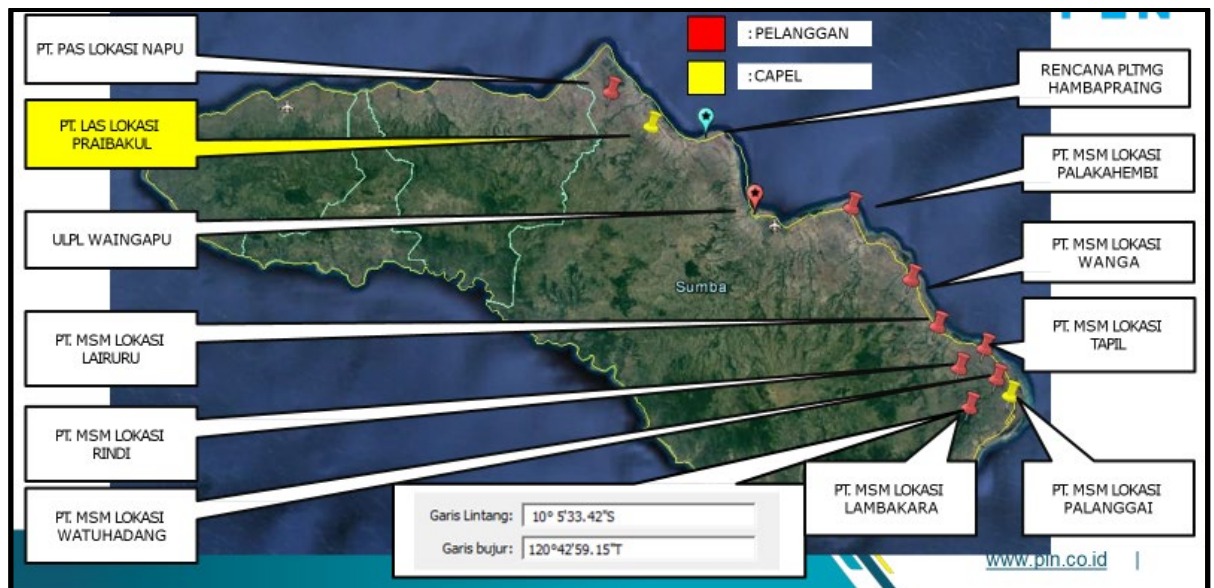 PT. PAS LOKASI NAPU
: PELANGGAN
: CAPEL
RENCANA PLTMG
HAMBAPRAING
PT. LAS LOKASI
PRAIBAKUL
PT. MSM LOKASI
PALAKAHEMBI
ULPL WAINGAPU
PT. MSM LOKASI
WANGA
Sumba
PT. MSM LOKASI
LAIRURU
PT. MSM LOKASI
TAPIL
PT. MSM LOKASI
RINDI
PT. MSM LOKASI
WATUHADANG
Garis Lintang: 10° 5'33.42"S
Garis bujur: 120°42'59.15"T
PT. MSM LOKASI
LAMBAKARA
PT. MSM LOKASI
PALANGGAI
www.pln.co.id |